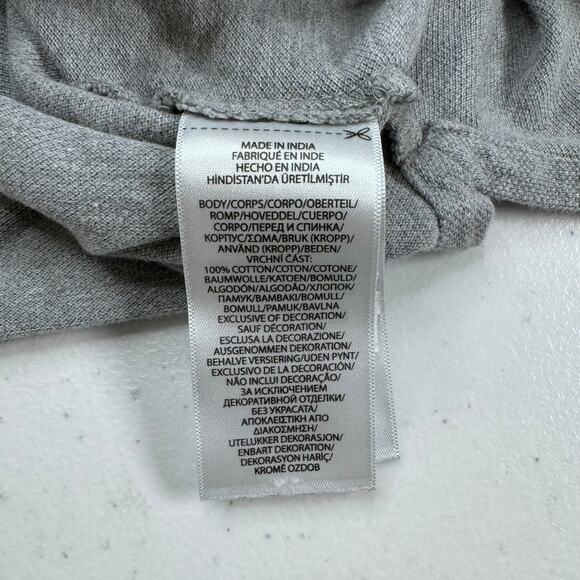 MADE IN INDIA
FABRIQUÉ EN INDE
HECHO EN INDIA
HİNDİSTAN'DA ÜRETİLMİŞTİR
BODY/CORPS/CORPO/OBERTEIL/
ROMP/HOVEDDEL/CUERPO/
CORPO/ПЕРЕД И СПИНКА/
КОРПУС/ΣΩΜΑ/BRUK (KROPP)/
ANVÄND (KROPP)/BEDEN/
VRCHNÍ ČÁST:
100% COTTON/COTON/COTONE/
BAUMWOLLE/KATOEN/BOMULD/
ALGODÓN/ALGODÃO/ХЛОПОК/
ПАМУК/ΒΑΜΒΑΚΙ/BOMULL/
BOMULL/PAMUK/BAVLNA
EXCLUSIVE OF DECORATION/
SAUF DÉCORATION/
ESCLUSA LA DECORAZIONE/
AUSGENOMMEN DEKORATION/
BEHALVE VERSIERING/UDEN PYNT/
EXCLUSIVO DE LA DECORACIÓN/
NÃO INCLUI DECORAÇÃO/
ЗА ИСКЛЮЧЕНИЕМ
ДЕКОРАТИВНОЙ ОТДЕЛКИ/
БЕЗ УКРАСАТА/
ΑΠΟΚΛΕΙΣΤΙΚΗ ΑΠΟ
ΔΙΑΚΟΣΜΗΣΗ/
UTELUKKER DEKORASJON/
ENBART DEKORATION/
DEKORASYON HARİÇ/
KROMĚ OZDOB